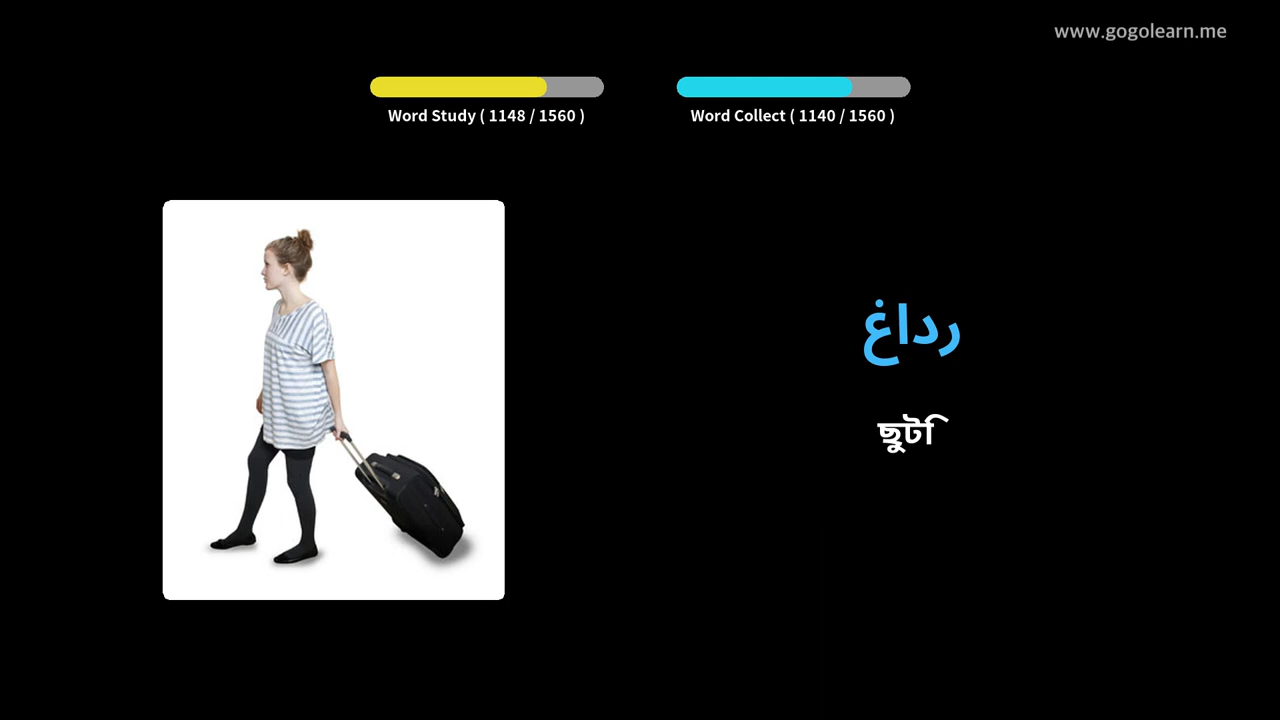 www.gogolearn.me
Word Study ( 1148 / 1560 )
Word Collect ( 1140 / 1560 )
رداغ
ছুটি